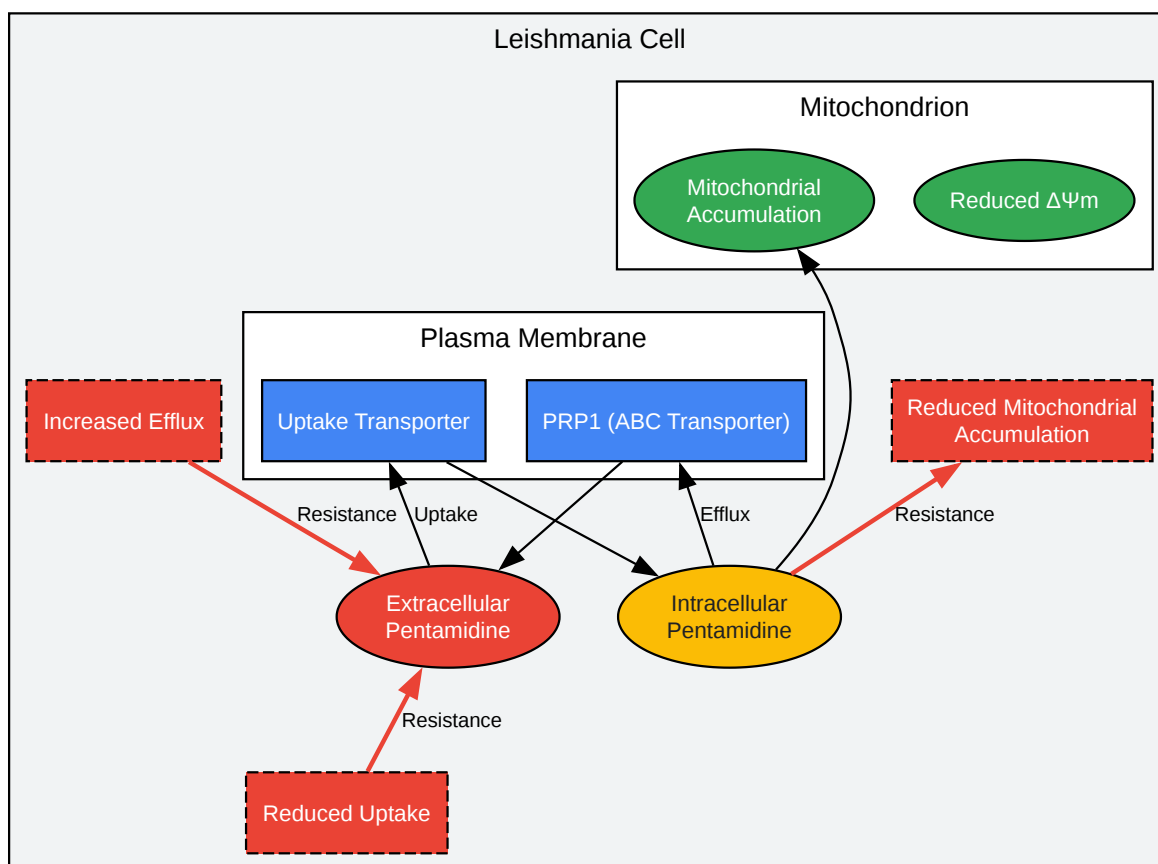 Leishmania Cell
Mitochondrion
Mitochondrial
Accumulation
Reduced ΔΨm
Plasma Membrane
Increased Efflux
Uptake Transporter
PRP1 (ABC Transporter)
Reduced Mitochondrial
Accumulation
Resistance
Uptake
Efflux
Resistance
Extracellular
Pentamidine
Intracellular
Pentamidine
Resistance
Reduced Uptake